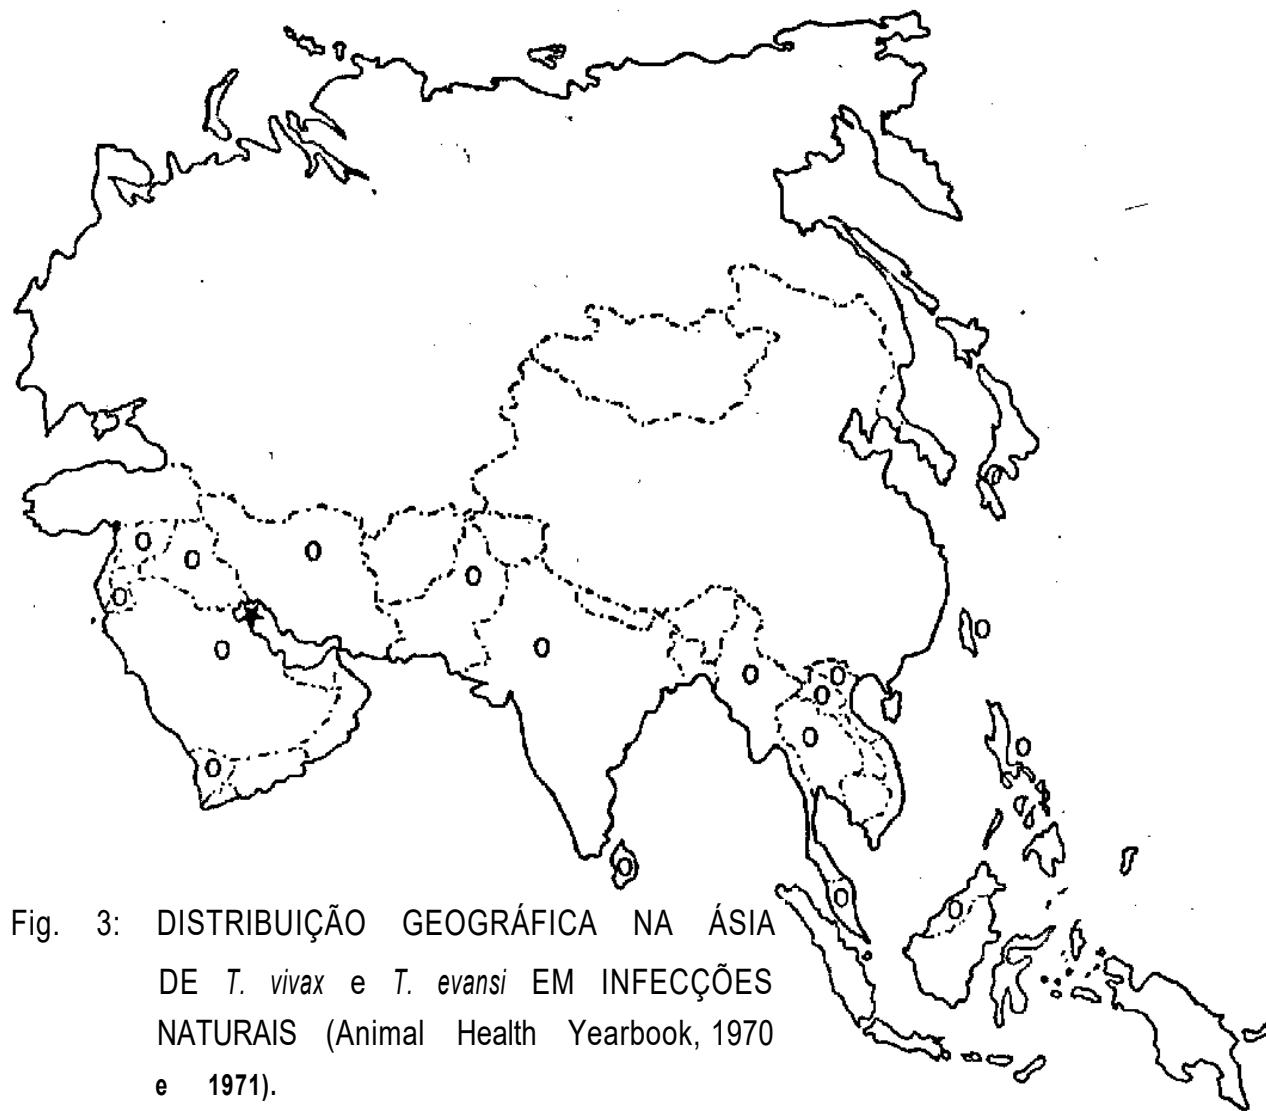 Fig. 3: DISTRIBUIÇÃO GEOGRÁFICA NA ÁSIA
DE T. vivax e T. evansi EM INFECÇÕES
NATURAIS (Animal Health Yearbook, 1970
e 1971).